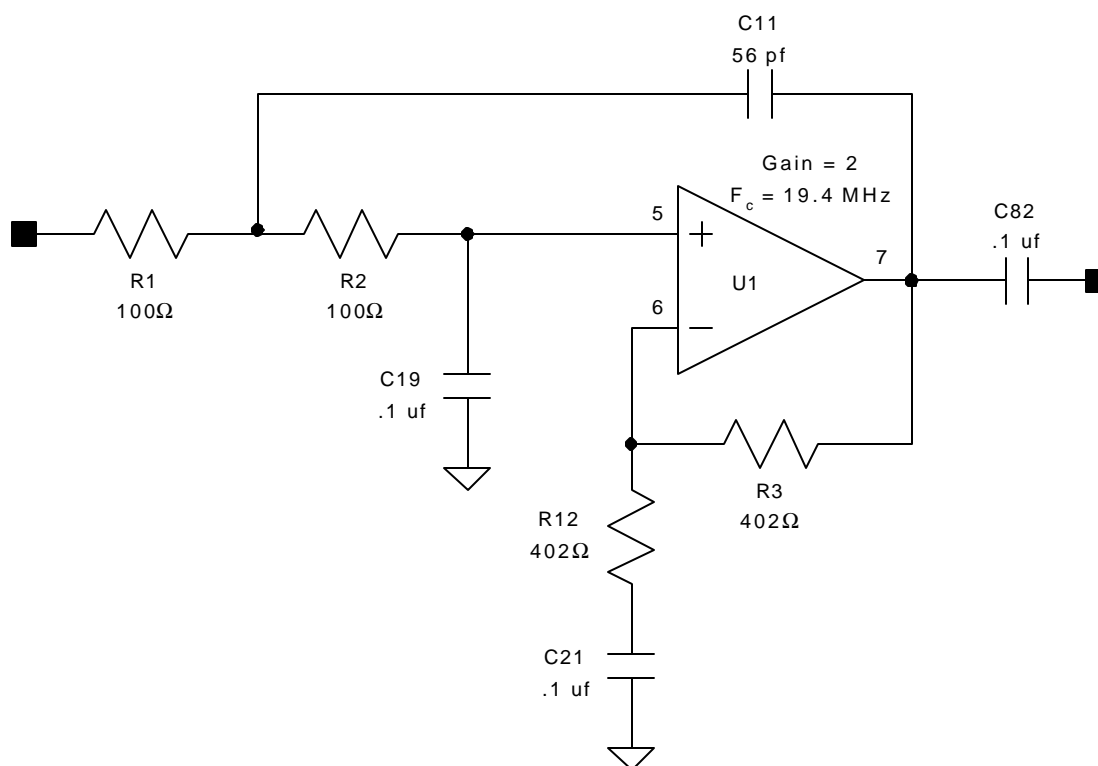 C11
56 pf
Gain = 2
Fc = 19.4 MHz
C82
.1 uf
5
7
R1
100Ω
R2
100Ω
U1
6
C19
.1 uf
R3
402Ω
R12
402Ω
C21
.1 uf